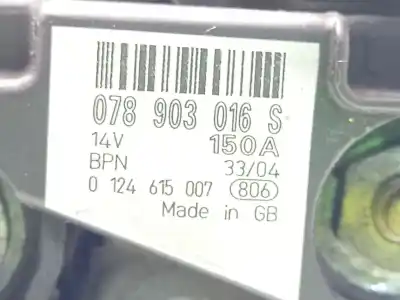 078 903 016 S
14V 150A
BPN 33/04
0 124 615 007 806
Made in GB